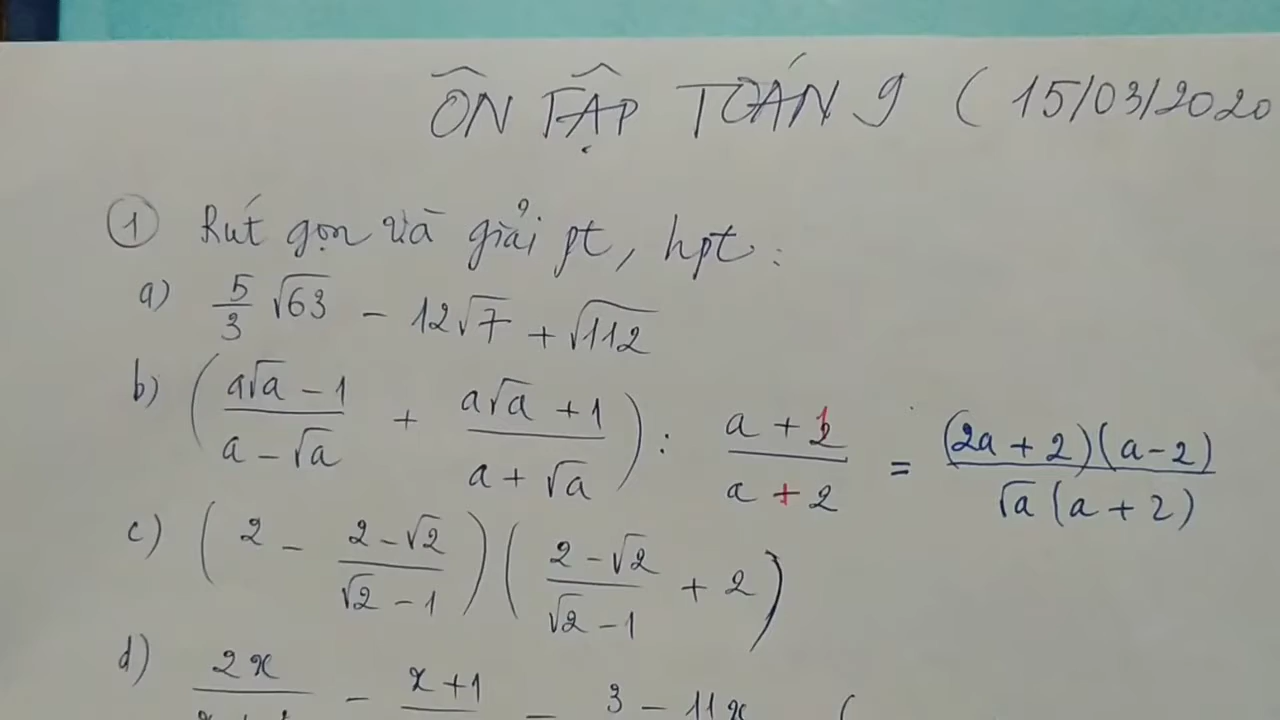 ÔN TẬP TOÁN 9 ( 15/03/2020
① Rút gọn và giải pt, hpt :
a) 5/3 √63 - 12√7 + √112
b) ( (a√a - 1)/(a - √a) + (a√a + 1)/(a + √a) ) : (a + 1)/(a + 2) = (2a + 2)(a - 2)/(√a (a + 2))
c) ( 2 - (2 - √2)/(√2 - 1) ) ( (2 - √2)/(√2 - 1) + 2 )
d) 2x - x + 1 - 3 - 11x (